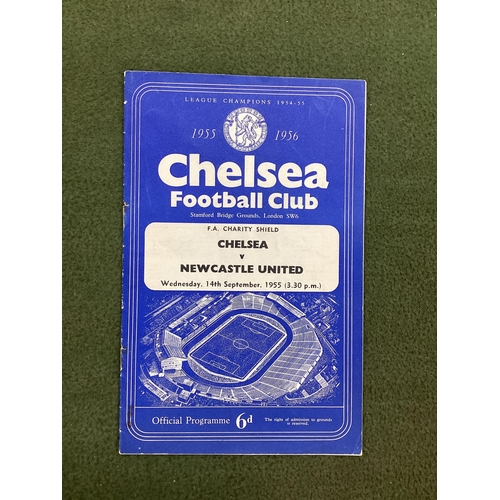 LEAGUE CHAMPIONS 1954-55
1955 1956
Chelsea
Football Club
Stamford Bridge Grounds, London SW6
F.A. CHARITY SHIELD
CHELSEA
v
NEWCASTLE UNITED
Wednesday, 14th September, 1955 (3.30 p.m.)
Official Programme 6d
The right of admission to grounds
is reserved.